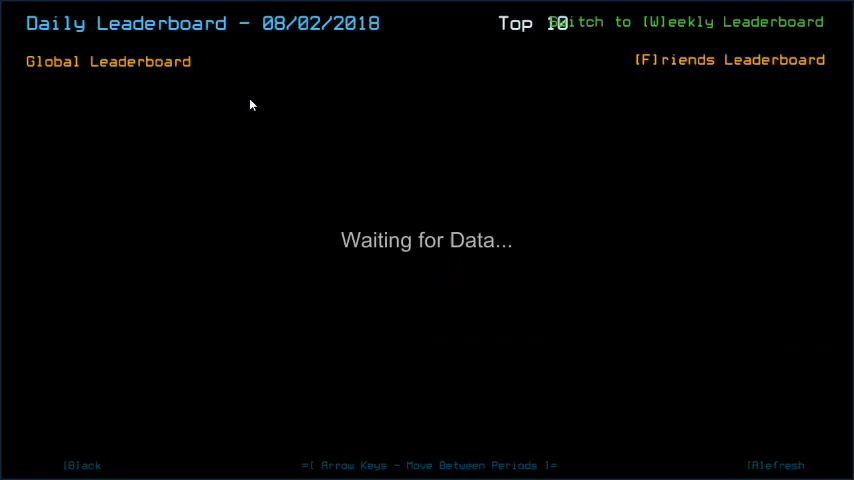 Daily Leaderboard - 08/02/2018
Top 10
Switch to [W]eekly Leaderboard
Global Leaderboard
[F]riends Leaderboard
Waiting for Data...
[B]ack
=[ Arrow Keys - Move Between Periods ]=
[R]efresh